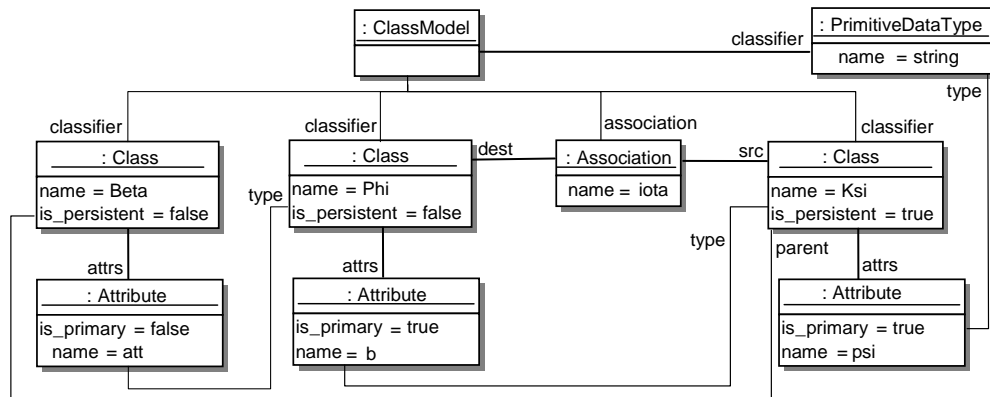 : ClassModel
: PrimitiveDataType
name = string
classifier
type
classifier
classifier
association
classifier
: Class
name = Beta
is_persistent = false
: Class
name = Phi
is_persistent = false
dest
: Association
name = iota
src
: Class
name = Ksi
is_persistent = true
type
type
parent
attrs
attrs
attrs
: Attribute
is_primary = false
name = att
: Attribute
is_primary = true
name = b
: Attribute
is_primary = true
name = psi